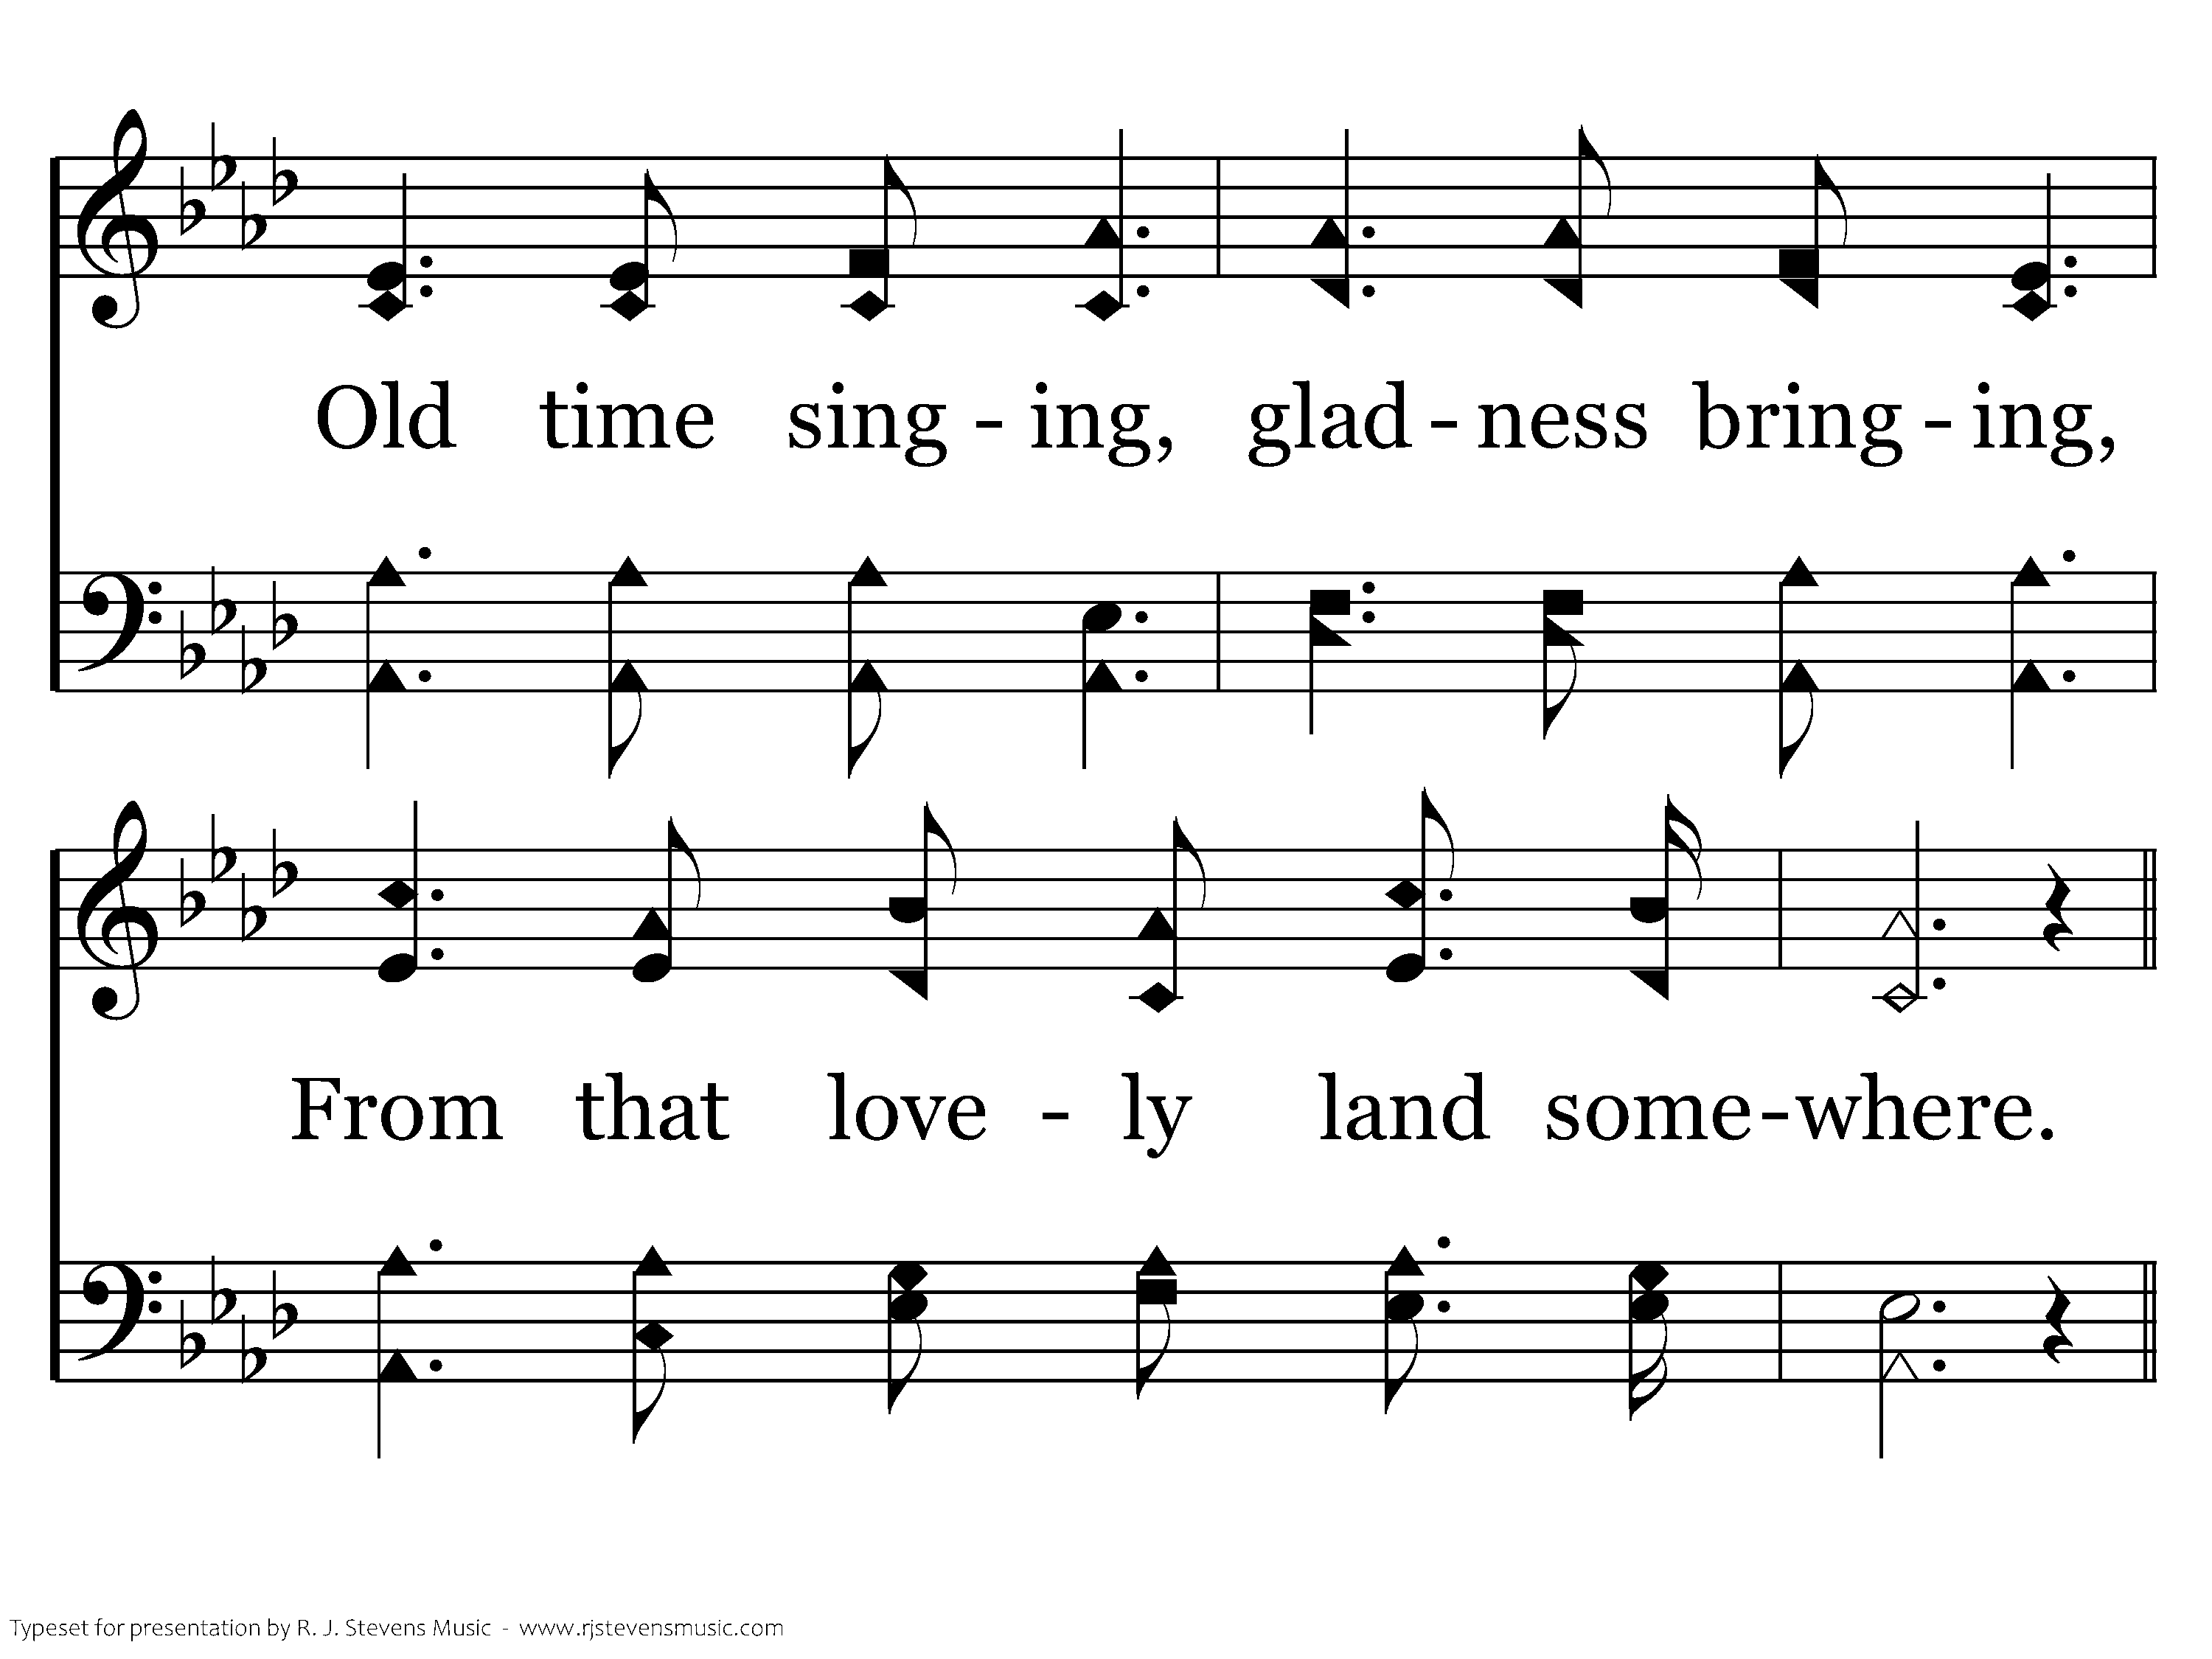 Old time sing - ing, glad - ness bring - ing,
From that love - ly land some - where.
Typeset for presentation by R. J. Stevens Music - www.rjstevensmusic.com